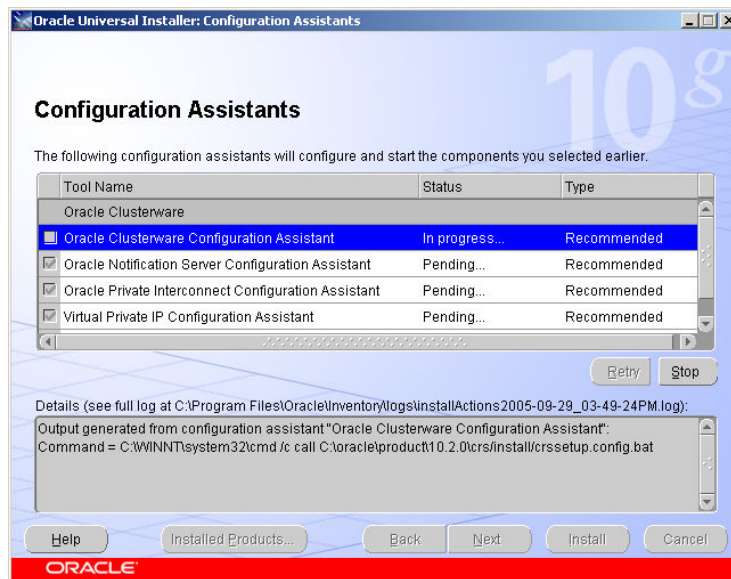 Oracle Universal Installer: Configuration Assistants
10g
Configuration Assistants
The following configuration assistants will configure and start the components you selected earlier.
Tool Name Status Type
Oracle Clusterware
Oracle Clusterware Configuration Assistant In progress... Recommended
Oracle Notification Server Configuration Assistant Pending... Recommended
Oracle Private Interconnect Configuration Assistant Pending... Recommended
Virtual Private IP Configuration Assistant Pending... Recommended
Retry Stop
Details (see full log at C:\Program Files\Oracle\Inventory\logs\installActions2005-09-29_03-49-24PM.log):
Output generated from configuration assistant "Oracle Clusterware Configuration Assistant":
Command = C:\WINNT\system32\cmd /c call C:\oracle\product\10.2.0\crs/install/crssetup.config.bat
Help Installed Products... Back Next Install Cancel
ORACLE